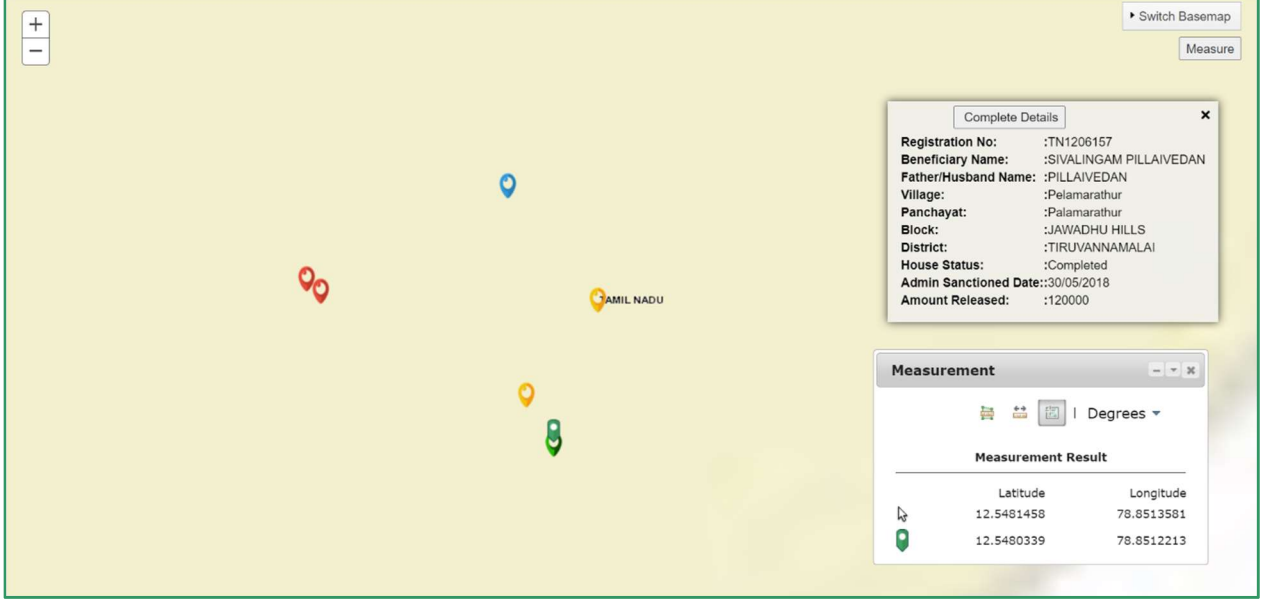 +
−
Switch Basemap
Measure
Complete Details
×
Registration No: :TN1206157
Beneficiary Name: :SIVALINGAM PILLAIVEDAN
Father/Husband Name: :PILLAIVEDAN
Village: :Pelamarathur
Panchayat: :Palamarathur
Block: :JAWADHU HILLS
District: :TIRUVANNAMALAI
House Status: :Completed
Admin Sanctioned Date::30/05/2018
Amount Released: :120000
TAMIL NADU
Measurement
| Degrees
Measurement Result
Latitude Longitude
12.5481458 78.8513581
12.5480339 78.8512213